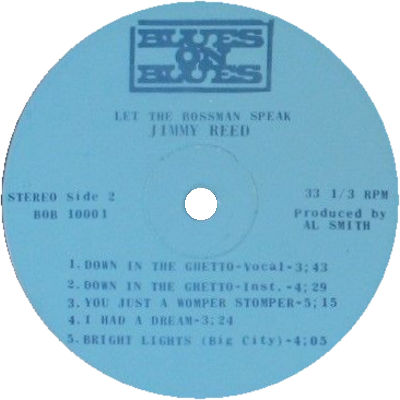 BLUES
ON
BLUES
LET THE BOSSMAN SPEAK
JIMMY REED
STEREO Side 2
BOB 10001
33 1/3 RPM
Produced by
AL SMITH
1. DOWN IN THE GHETTO-Vocal-3;43
2. DOWN IN THE GHETTO-Inst.-4;29
3. YOU JUST A WOMPER STOMPER-5;15
4. I HAD A DREAM-3;24
5. BRIGHT LIGHTS (Big City)-4;05